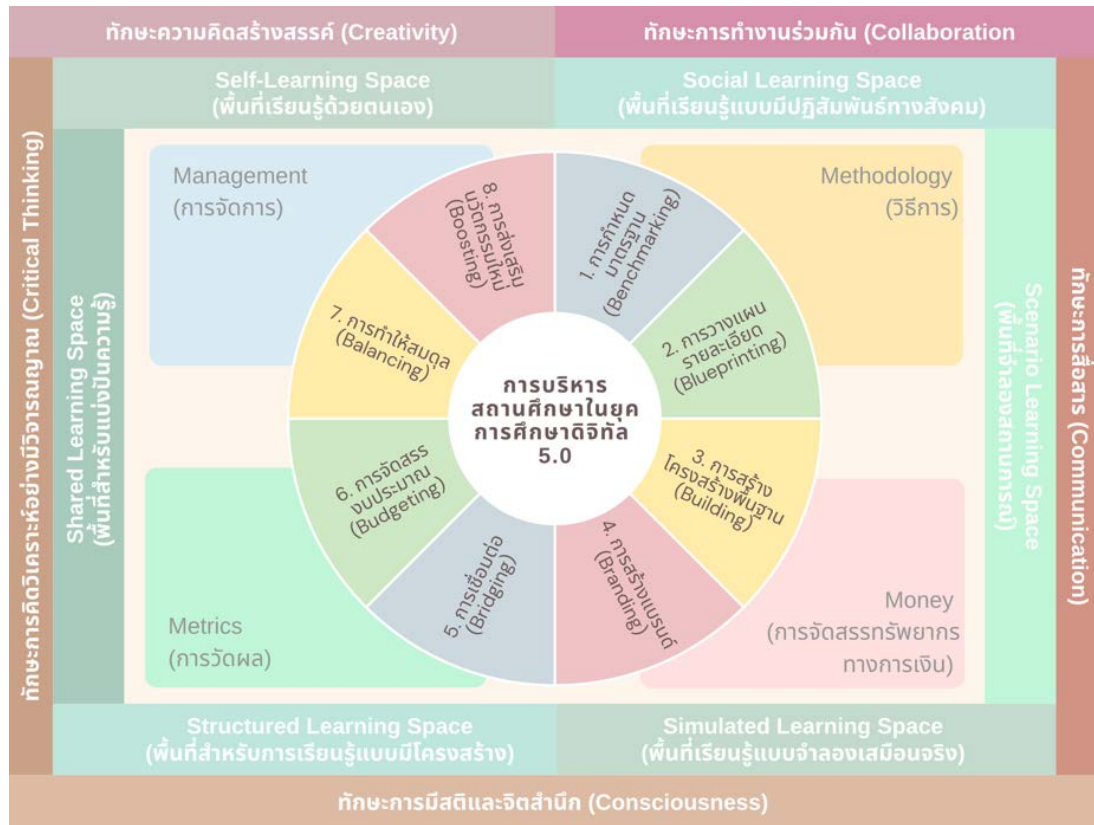 ทักษะความคิดสร้างสรรค์ (Creativity)
ทักษะการทำงานร่วมกัน (Collaboration
Self-Learning Space
(พื้นที่เรียนรู้ด้วยตนเอง)
Social Learning Space
(พื้นที่เรียนรู้แบบมีปฏิสัมพันธ์ทางสังคม)
ทักษะการคิดวิเคราะห์อย่างมีวิจารณญาณ (Critical Thinking)
Shared Learning Space
(พื้นที่สำหรับแบ่งปันความรู้)
Management
(การจัดการ)
Methodology
(วิธีการ)
1. การกำหนด
มาตรฐาน
(Benchmarking)
2. การวางแผน
รายละเอียด
(Blueprinting)
3. การสร้าง
โครงสร้างพื้นฐาน
(Building)
4. การสร้างแบรนด์
(Branding)
5. การเชื่อมต่อ
(Bridging)
6. การจัดสรร
งบประมาณ
(Budgeting)
7. การทำให้สมดุล
(Balancing)
8. การส่งเสริม
นวัตกรรมใหม่
(Boosting)
การบริหาร
สถานศึกษาในยุค
การศึกษาดิจิทัล
5.0
Metrics
(การวัดผล)
Money
(การจัดสรรทรัพยากร
ทางการเงิน)
Scenario Learning Space
(พื้นที่จำลองสถานการณ์)
ทักษะการสื่อสาร (Communication)
Structured Learning Space
(พื้นที่สำหรับการเรียนรู้แบบมีโครงสร้าง)
Simulated Learning Space
(พื้นที่เรียนรู้แบบจำลองเสมือนจริง)
ทักษะการมีสติและจิตสำนึก (Consciousness)